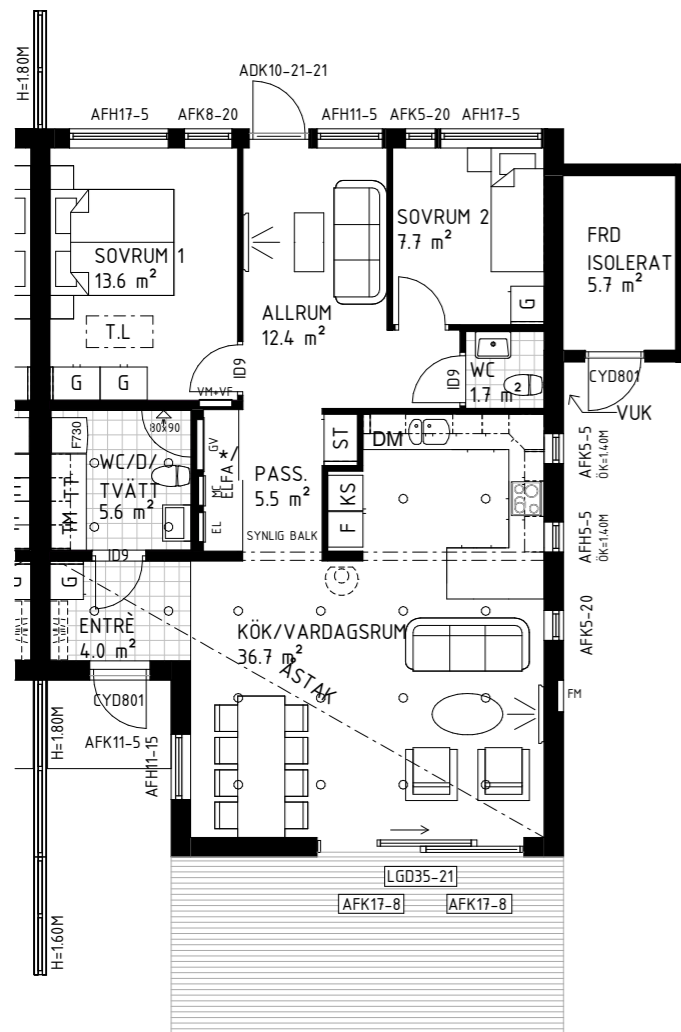 H=1.80M
ADK10-21-21
AFH17-5
AFK8-20
AFH11-5
AFK5-20
AFH17-5
SOVRUM 1
13.6 m²
T.L
G
G
ALLRUM
12.4 m²
SOVRUM 2
7.7 m²
G
FRD
ISOLERAT
5.7 m²
CYD801
VUK
ID9
ID9
WC
1.7 m²
VM+VF
80x90
F730
WC/D/
TVÄTT
5.6 m²
TM
TT
GV
MC
EL
ELFA */
PASS.
5.5 m²
SYNLIG BALK
ST
DM
KS
F
AFK5-5
ÖK=1.40M
AFH5-5
ÖK=1.40M
AFK5-20
FM
ID9
G
G
ENTRÈ
4.0 m²
KÖK/VARDAGSRUM
36.7 m²
ÅSTAK
CYD801
AFK11-5
AFH11-15
H=1.80M
H=1.60M
LGD35-21
AFK17-8
AFK17-8